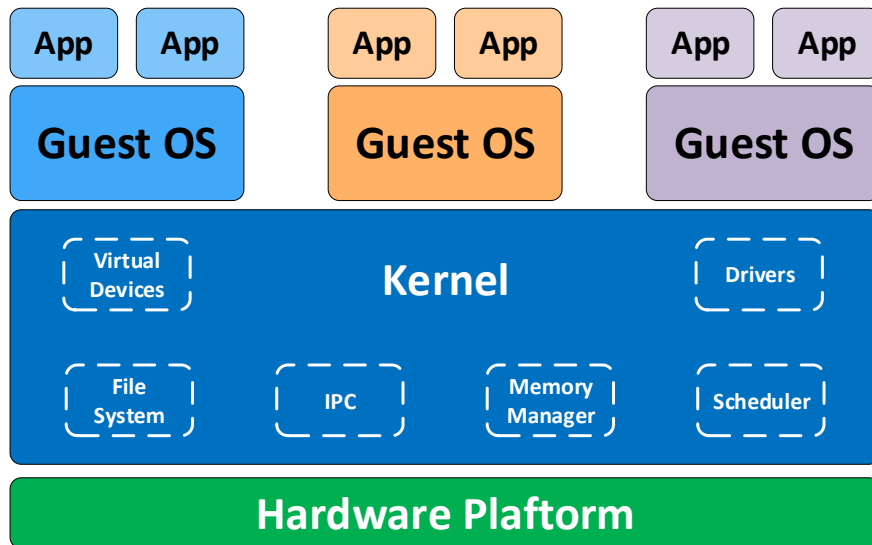 App App App App App App
Guest OS Guest OS Guest OS
Kernel
Virtual
Devices
Drivers
File
System
IPC
Memory
Manager
Scheduler
Hardware Plaftorm